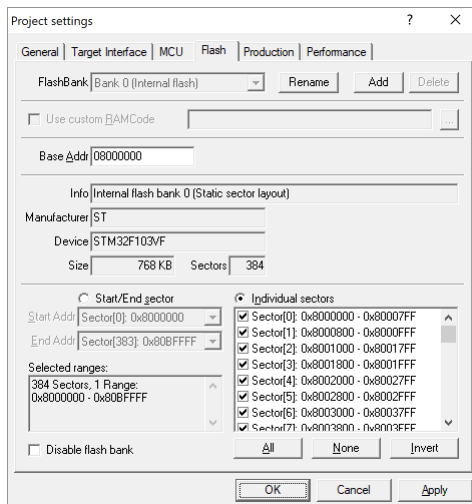 Project settings ? X
General Target Interface MCU Flash Production Performance
FlashBank Bank 0 (Internal flash) Rename Add Delete
Use custom RAMCode ...
Base Addr 08000000
Info Internal flash bank 0 (Static sector layout)
Manufacturer ST
Device STM32F103VF
Size 768 KB Sectors 384
Start/End sector Individual sectors
Start Addr Sector[0]: 0x8000000
End Addr Sector[383]: 0x80BFFFF
Selected ranges:
384 Sectors, 1 Range:
0x8000000 - 0x80BFFFF
Sector[0]: 0x8000000 - 0x80007FF
Sector[1]: 0x8000800 - 0x8000FFF
Sector[2]: 0x8001000 - 0x80017FF
Sector[3]: 0x8001800 - 0x8001FFF
Sector[4]: 0x8002000 - 0x80027FF
Sector[5]: 0x8002800 - 0x8002FFF
Sector[6]: 0x8003000 - 0x80037FF
Sector[7]: 0x8003800 - 0x8003FFF
Disable flash bank All None Invert
OK Cancel Apply